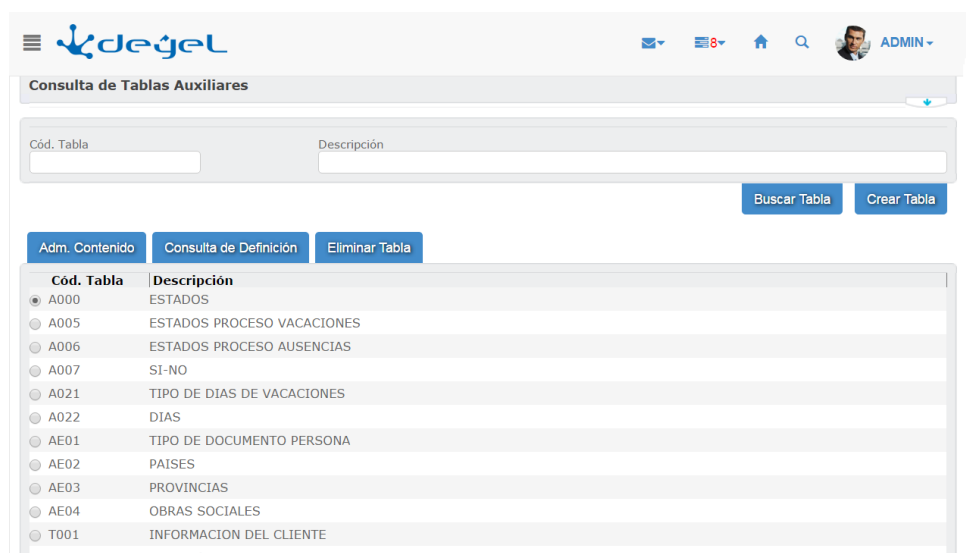 deyel
8
ADMIN
Consulta de Tablas Auxiliares
Cód. Tabla Descripción
Buscar Tabla Crear Tabla
Adm. Contenido Consulta de Definición Eliminar Tabla
Cód. Tabla Descripción
A000 ESTADOS
A005 ESTADOS PROCESO VACACIONES
A006 ESTADOS PROCESO AUSENCIAS
A007 SI-NO
A021 TIPO DE DIAS DE VACACIONES
A022 DIAS
AE01 TIPO DE DOCUMENTO PERSONA
AE02 PAISES
AE03 PROVINCIAS
AE04 OBRAS SOCIALES
T001 INFORMACION DEL CLIENTE